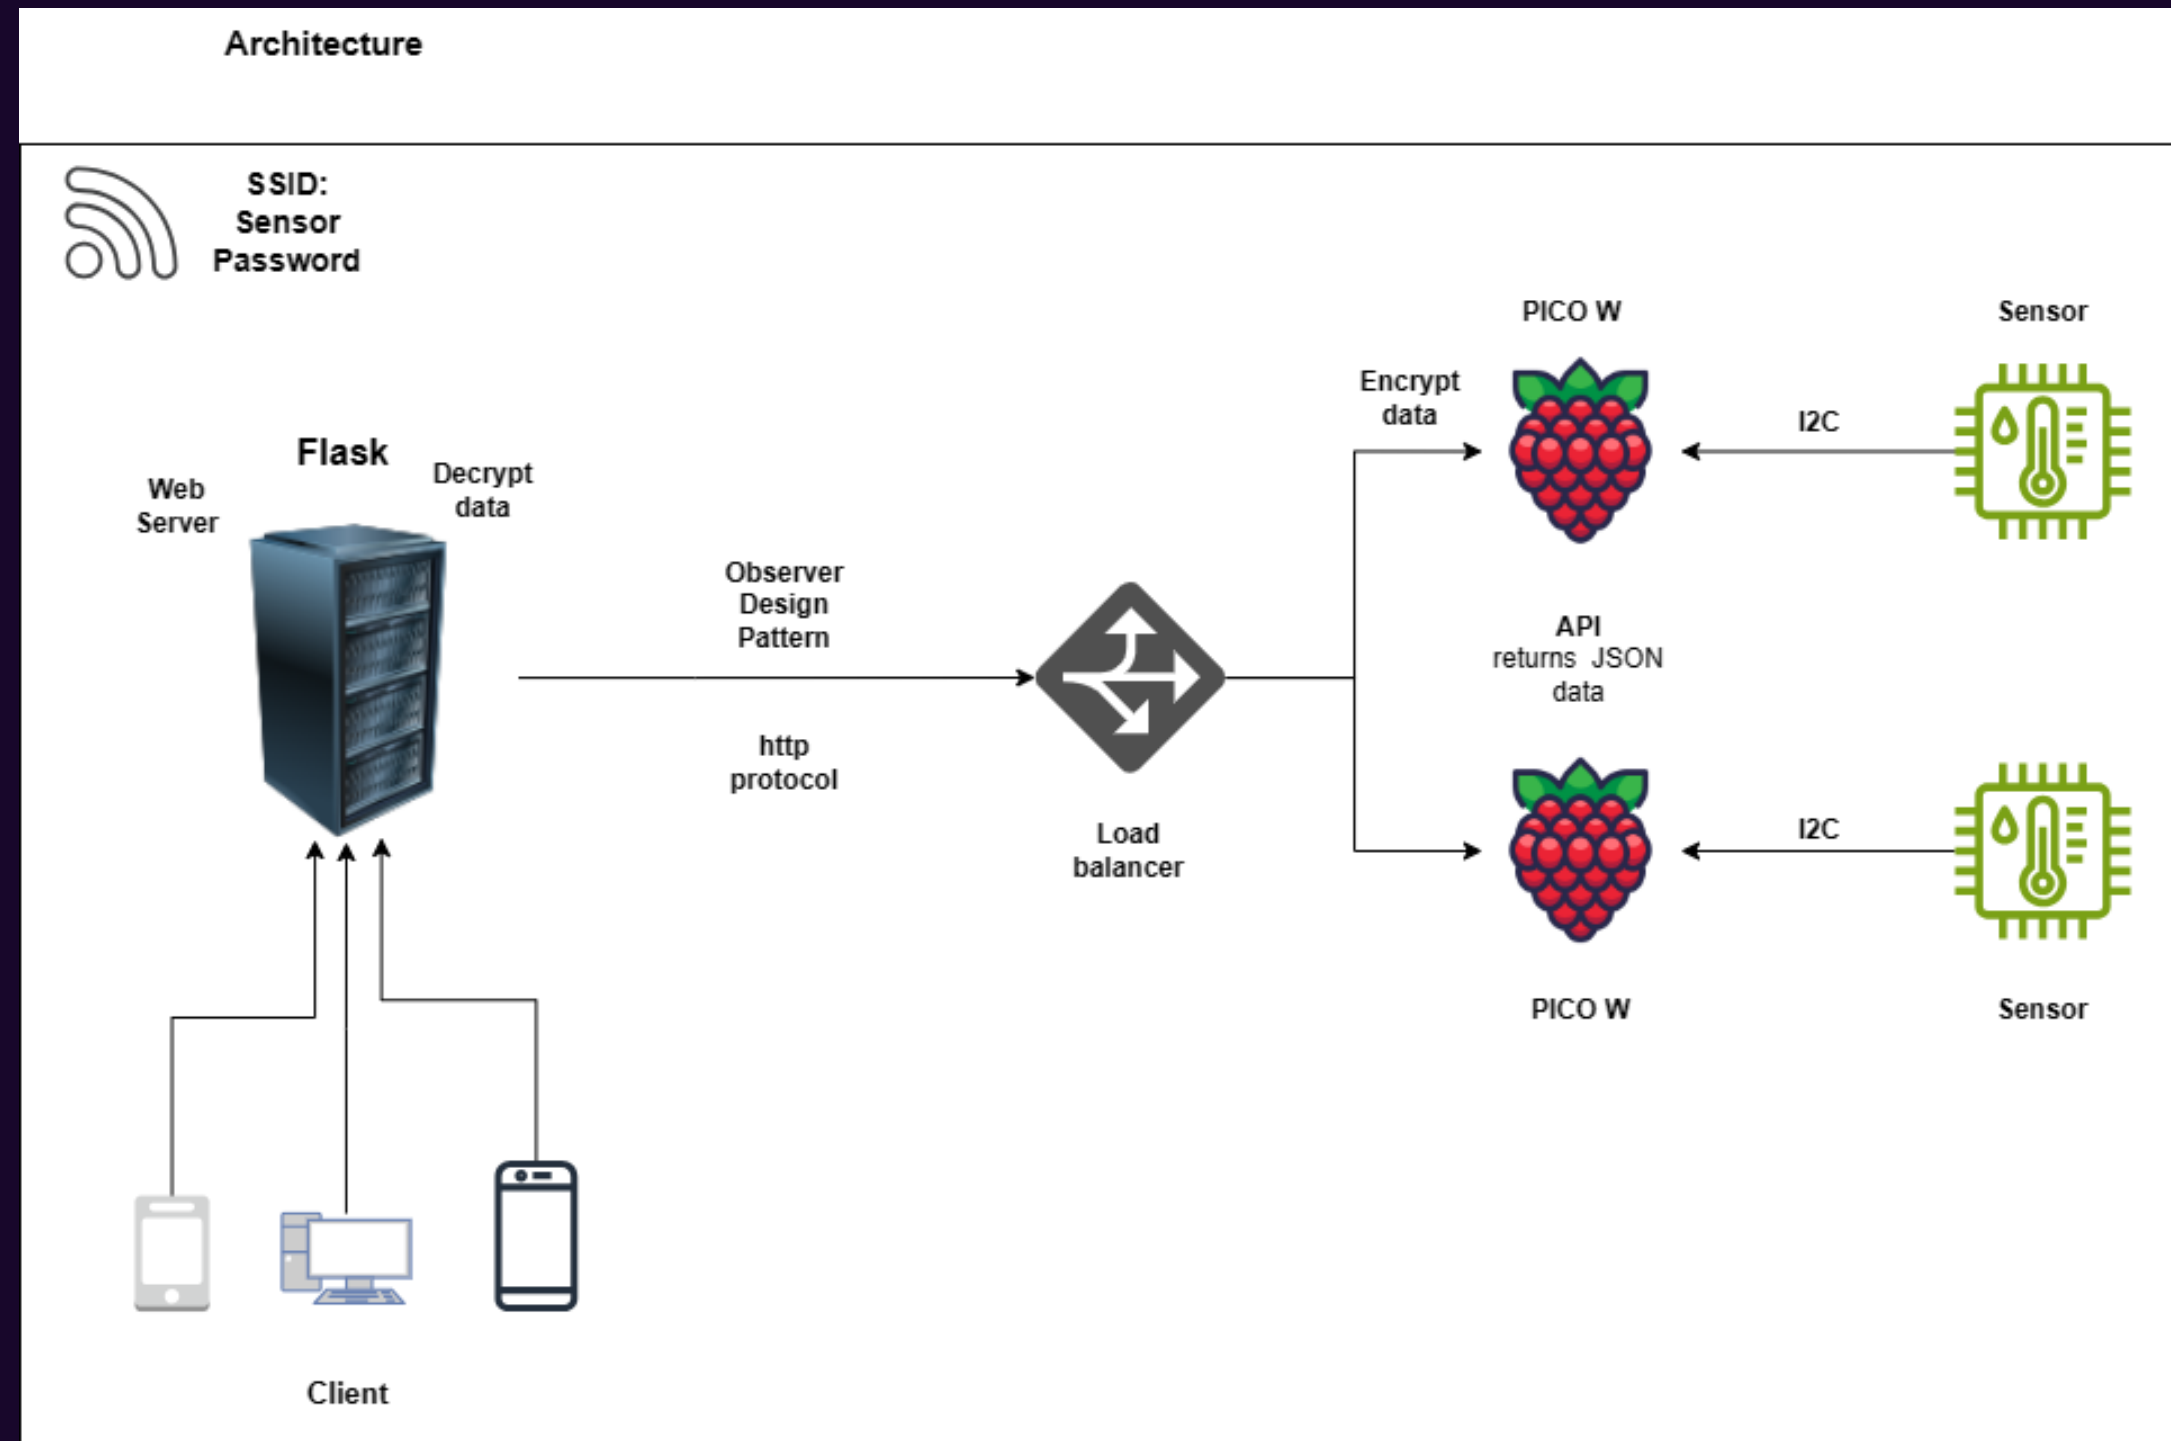 Architecture
SSID:
Sensor
Password
PICO W
Sensor
Encrypt
data
I2C
Flask
Web
Server
Decrypt
data
Observer
Design
Pattern
http
protocol
Load
balancer
API
returns JSON
data
I2C
PICO W
Sensor
Client